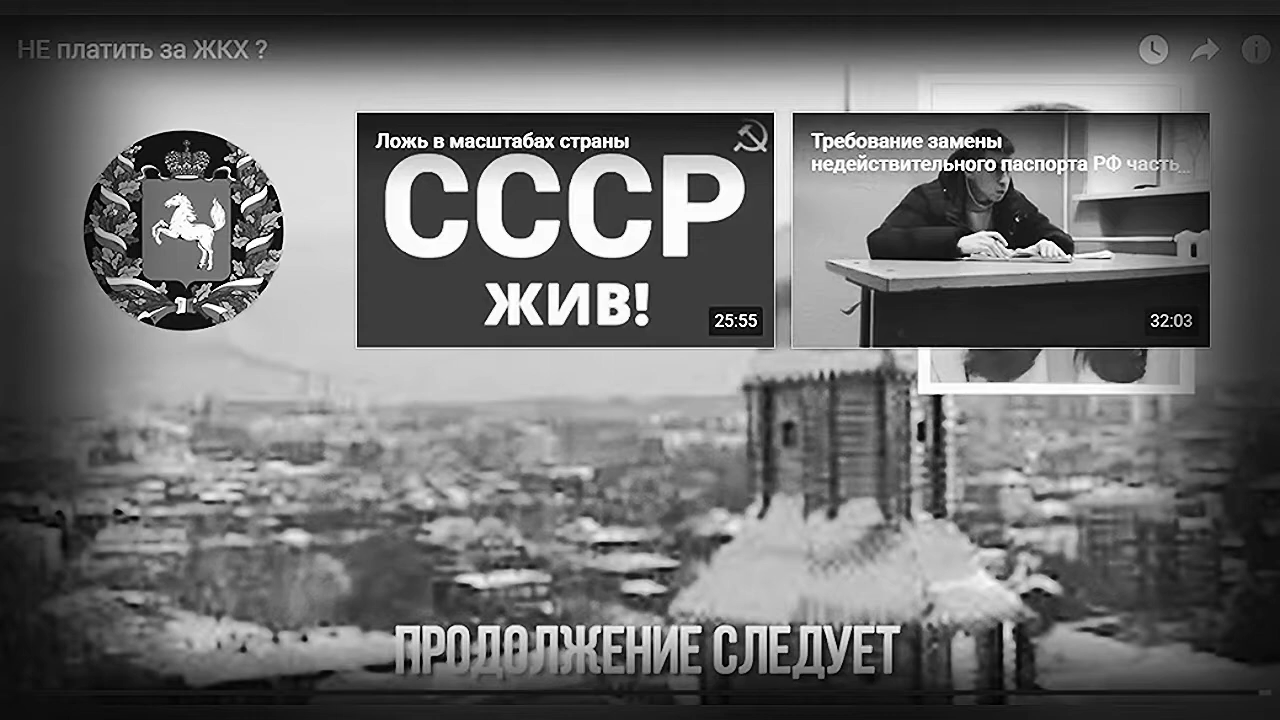 НЕ платить за ЖКХ ?
Ложь в масштабах страны
СССР
ЖИВ!
25:55
Требование замены
недействительного паспорта РФ часть...
32:03
ПРОДОЛЖЕНИЕ СЛЕДУЕТ